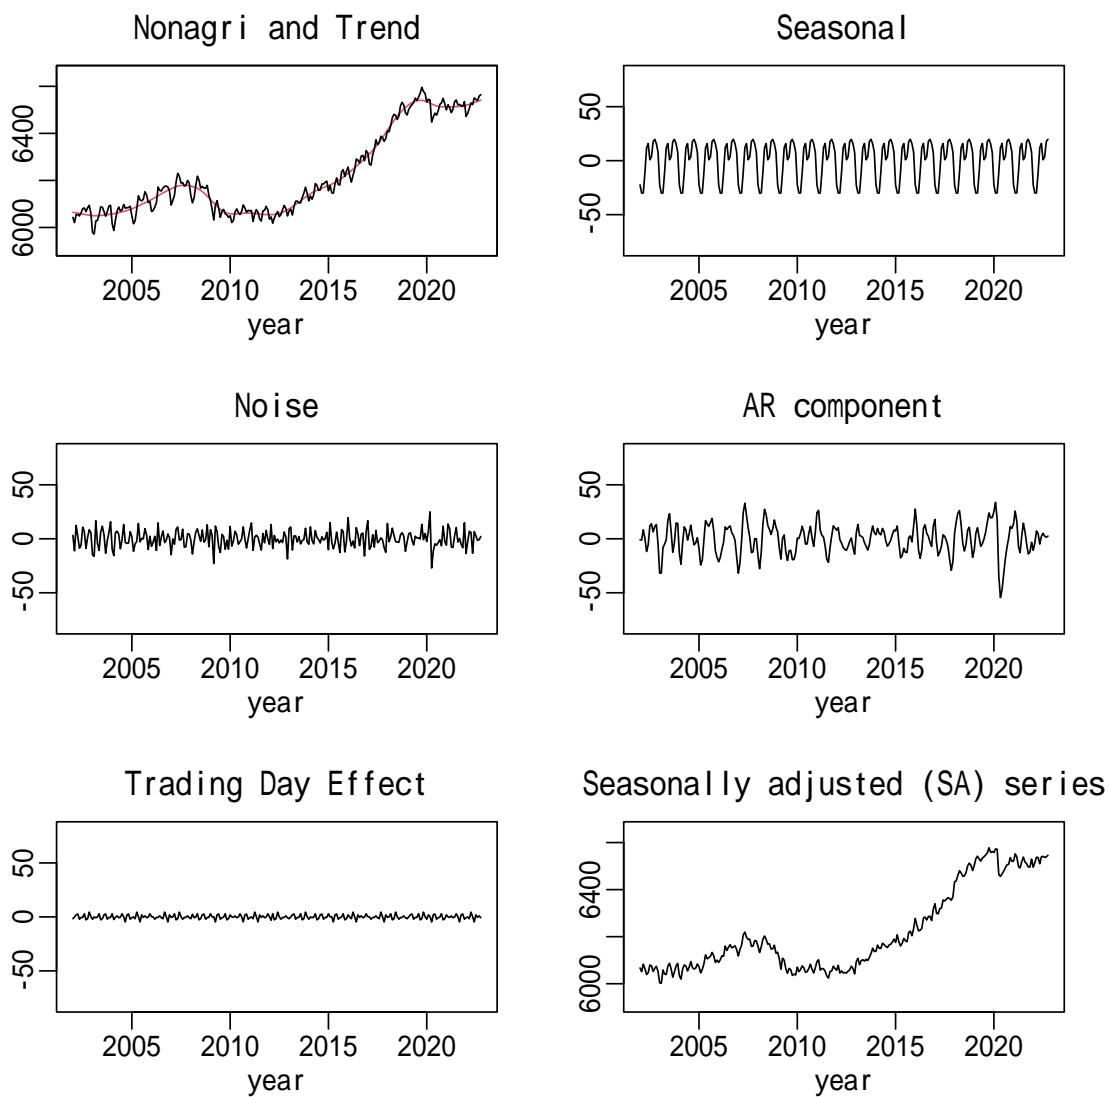 Nonagri and Trend
6400
6000
2005 2010 2015 2020
year
Seasonal
50
0
-50
2005 2010 2015 2020
year
Noise
50
0
-50
2005 2010 2015 2020
year
AR component
50
0
-50
2005 2010 2015 2020
year
Trading Day Effect
50
0
-50
2005 2010 2015 2020
year
Seasonally adjusted (SA) series
6400
6000
2005 2010 2015 2020
year